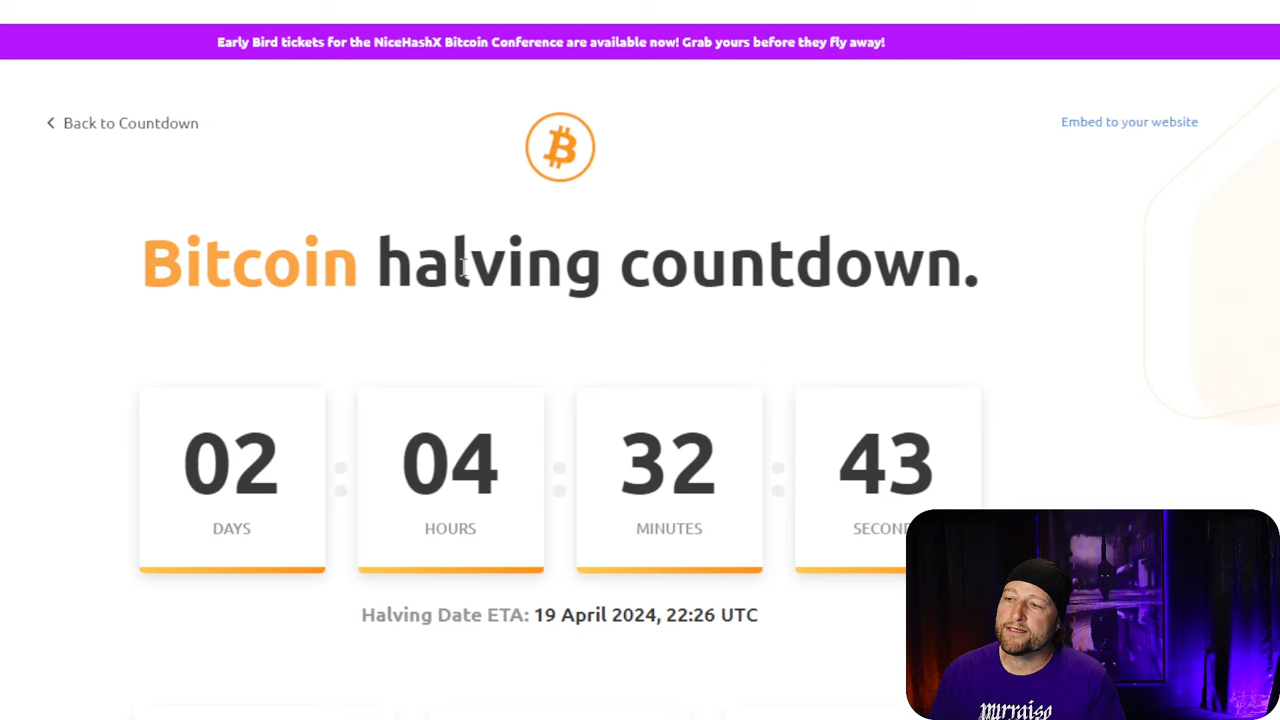 Early Bird tickets for the NiceHashX Bitcoin Conference are available now! Grab yours before they fly away!
Back to Countdown
Embed to your website
Bitcoin halving countdown.
02 : 04 : 32 : 43
DAYS HOURS MINUTES
Halving Date ETA: 19 April 2024, 22:26 UTC